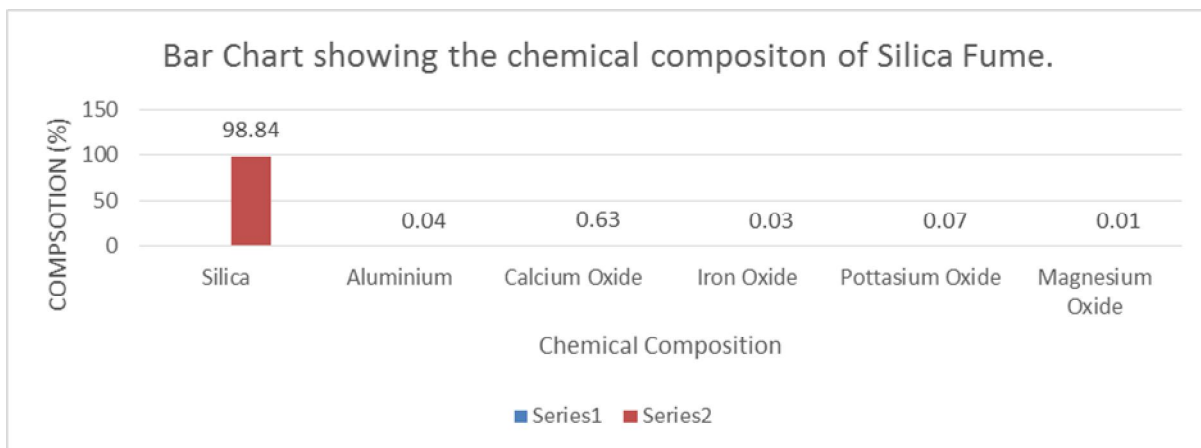 Bar Chart showing the chemical compositon of Silica Fume.
COMPSOTION (%)
150
100
50
0
98.84
0.04
0.63
0.03
0.07
0.01
Silica
Aluminium
Calcium Oxide
Iron Oxide
Pottasium Oxide
Magnesium
Oxide
Chemical Composition
Series1
Series2